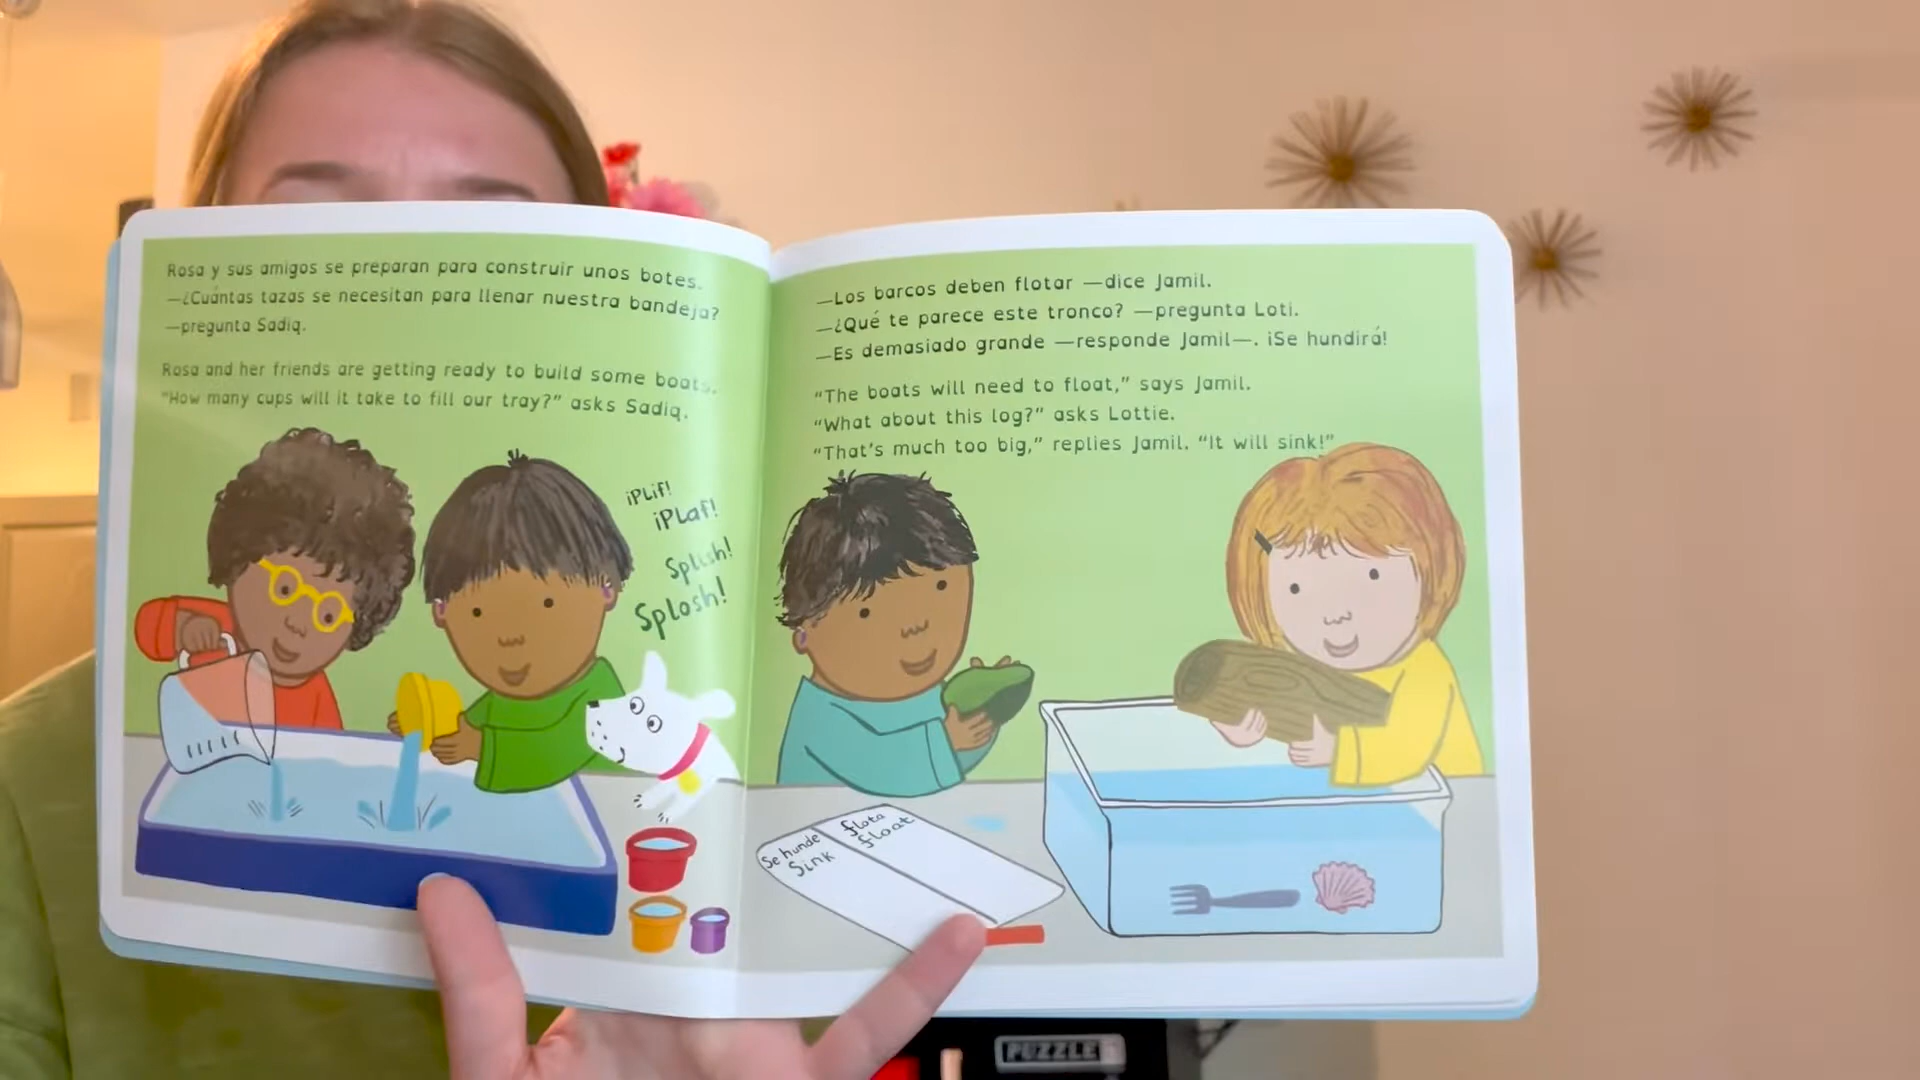 Rosa y sus amigos se preparan para construir unos botes.
—¿Cuántas tazas se necesitan para llenar nuestra bandeja?
—pregunta Sadiq.
Rosa and her friends are getting ready to build some boats.
"How many cups will it take to fill our tray?" asks Sadiq.
¡PLif!
¡PLaf!
Splish!
Splosh!
—Los barcos deben flotar —dice Jamil.
—¿Qué te parece este tronco? —pregunta Loti.
—Es demasiado grande —responde Jamil—. ¡Se hundirá!
"The boats will need to float," says Jamil.
"What about this log?" asks Lottie.
"That's much too big," replies Jamil. "It will sink!"
Se hunde
Sink
flota
float
PUZZLE